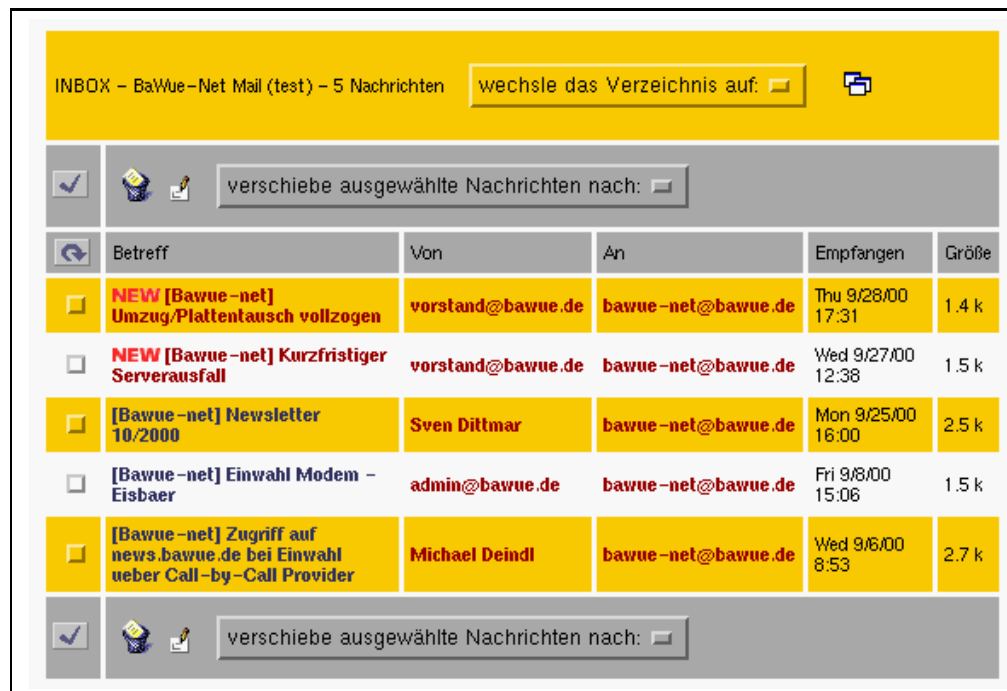 INBOX – BaWue–Net Mail (test) – 5 Nachrichten wechsle das Verzeichnis auf:
verschiebe ausgewählte Nachrichten nach:
Betreff Von An Empfangen Größe
NEW [Bawue–net]
Umzug/Plattentausch vollzogen
vorstand@bawue.de
bawue–net@bawue.de
Thu 9/28/00
17:31
1.4 k
NEW [Bawue–net] Kurzfristiger
Serverausfall
vorstand@bawue.de
bawue–net@bawue.de
Wed 9/27/00
12:38
1.5 k
[Bawue–net] Newsletter
10/2000
Sven Dittmar
bawue–net@bawue.de
Mon 9/25/00
16:00
2.5 k
[Bawue–net] Einwahl Modem –
Eisbaer
admin@bawue.de
bawue–net@bawue.de
Fri 9/8/00
15:06
1.5 k
[Bawue–net] Zugriff auf
news.bawue.de bei Einwahl
ueber Call–by–Call Provider
Michael Deindl
bawue–net@bawue.de
Wed 9/6/00
8:53
2.7 k
verschiebe ausgewählte Nachrichten nach: